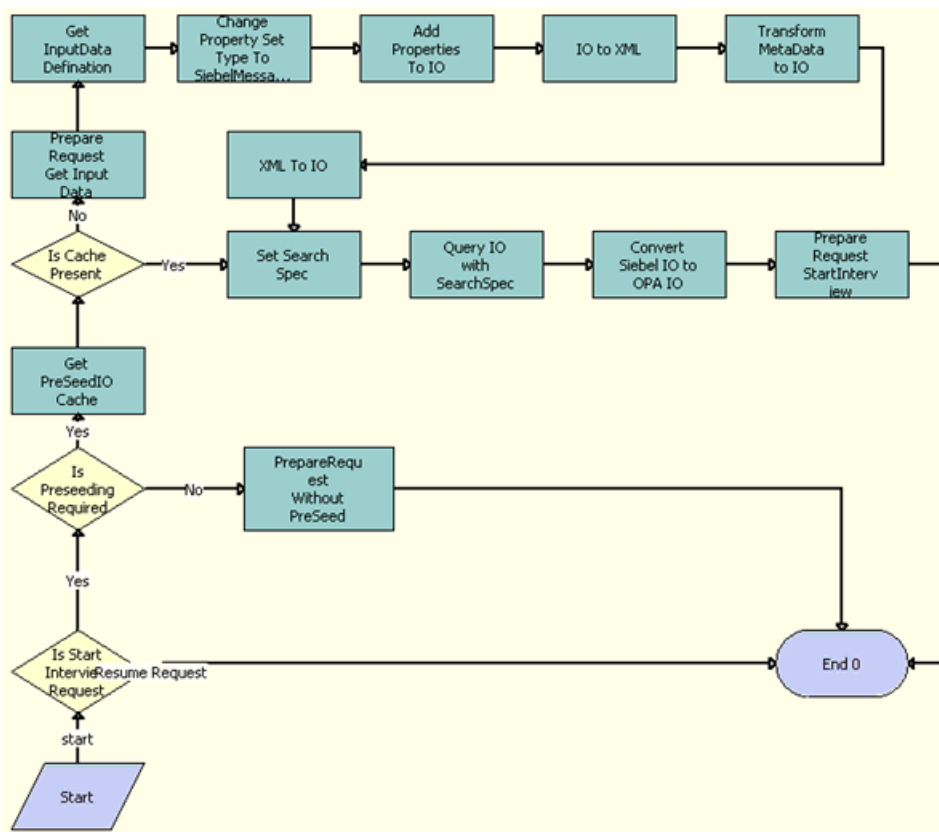 Get
InputData
Defination
Change
Property Set
Type To
SiebelMessa...
Add
Properties
To IO
IO to XML
Transform
MetaData
to IO
Prepare
Request
Get Input
Data
XML To IO
No
Is Cache
Present
Yes
Set Search
Spec
Query IO
with
SearchSpec
Convert
Siebel IO to
OPA IO
Prepare
Request
StartInterv
iew
Get
PreSeedIO
Cache
Yes
Is
Preseeding
Required
No
PrepareRequ
est
Without
PreSeed
Yes
Is Start
Intervie
Request
Resume Request
End 0
start
Start